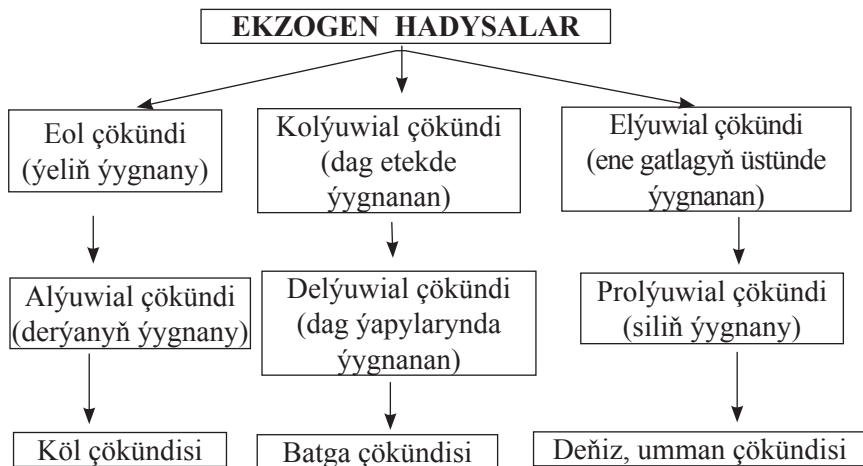 EKZOGEN HADYSALAR
Eol çökündi
(ýeliň ýygnany)
Kolýuwial çökündi
(dag etekde
ýygnanan)
Elýuwial çökündi
(ene gatlagyň üstünde
ýygnanan)
Alýuwial çökündi
(derýanyň ýygnany)
Delýuwial çökündi
(dag ýapylarynda
ýygnanan)
Prolýuwial çökündi
(siliň ýygnany)
Köl çökündisi
Batga çökündisi
Deňiz, umman çökündisi